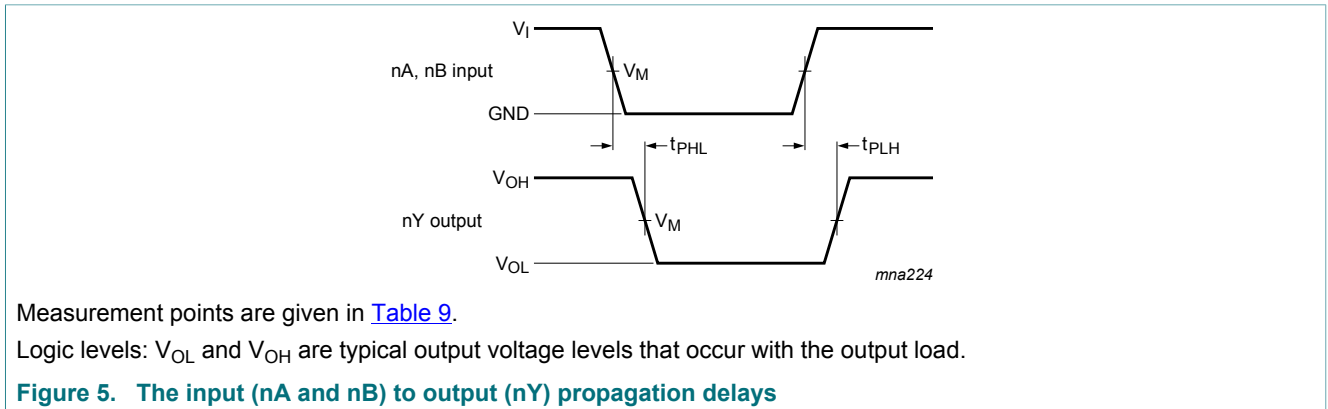 VI
nA, nB input
VM
GND
tPHL
tPLH
VOH
nY output
VM
VOL
mna224
Measurement points are given in Table 9.
Logic levels: VOL and VOH are typical output voltage levels that occur with the output load.
Figure 5. The input (nA and nB) to output (nY) propagation delays